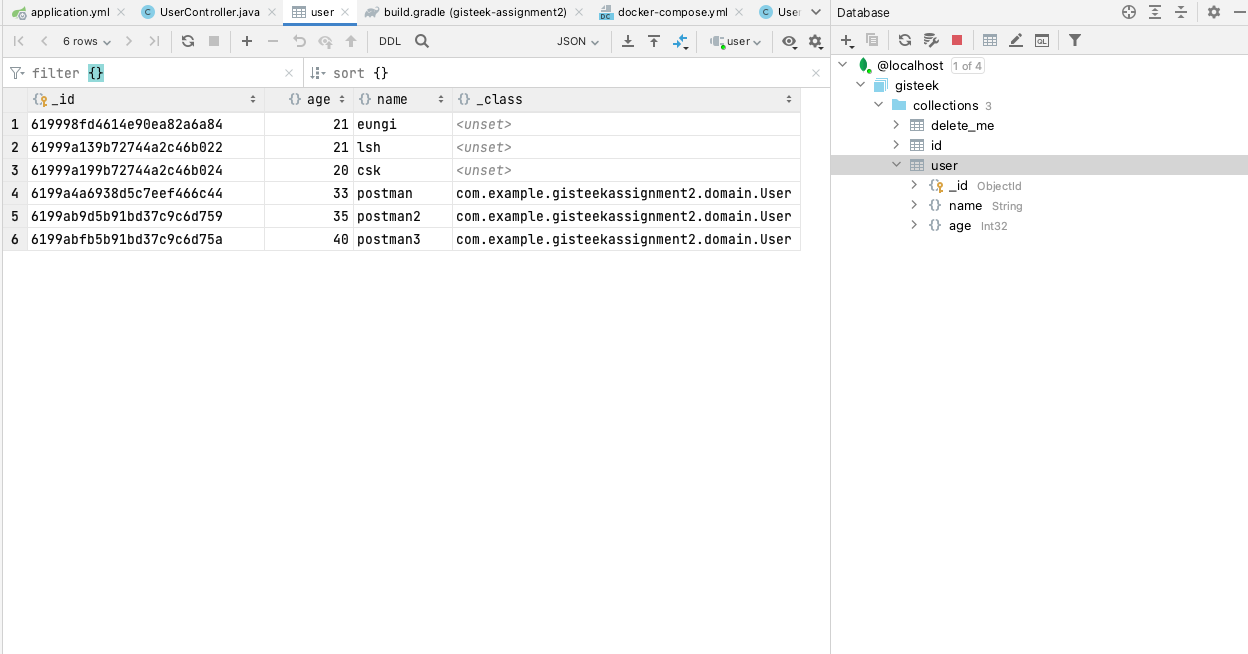 application.yml UserController.java user build.gradle (gisteek-assignment2) docker-compose.yml User
6 rows DDL JSON user
filter {} sort {}
_id age name _class
1 619998fd4614e90ea82a6a84 21 eungi <unset>
2 61999a139b72744a2c46b022 21 lsh <unset>
3 61999a199b72744a2c46b024 20 csk <unset>
4 6199a4a6938d5c7eef466c44 33 postman com.example.gisteekassignment2.domain.User
5 6199ab9d5b91bd37c9c6d759 35 postman2 com.example.gisteekassignment2.domain.User
6 6199abfb5b91bd37c9c6d75a 40 postman3 com.example.gisteekassignment2.domain.User
Database
QL
@localhost 1 of 4
gisteek
collections 3
delete_me
id
user
_id ObjectId
name String
age Int32